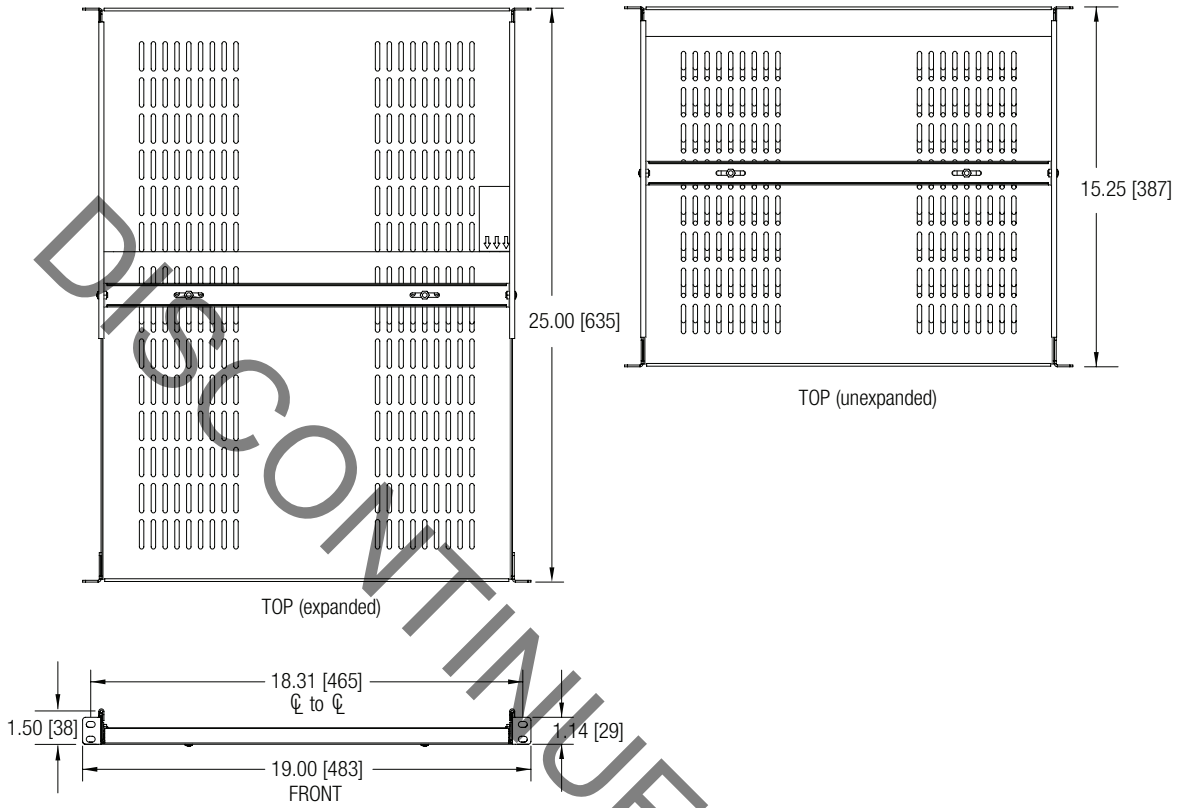 25.00 [635]
TOP (expanded)
15.25 [387]
TOP (unexpanded)
18.31 [465]
℄ to ℄
1.50 [38]
1.14 [29]
19.00 [483]
FRONT
DISCONTINUE